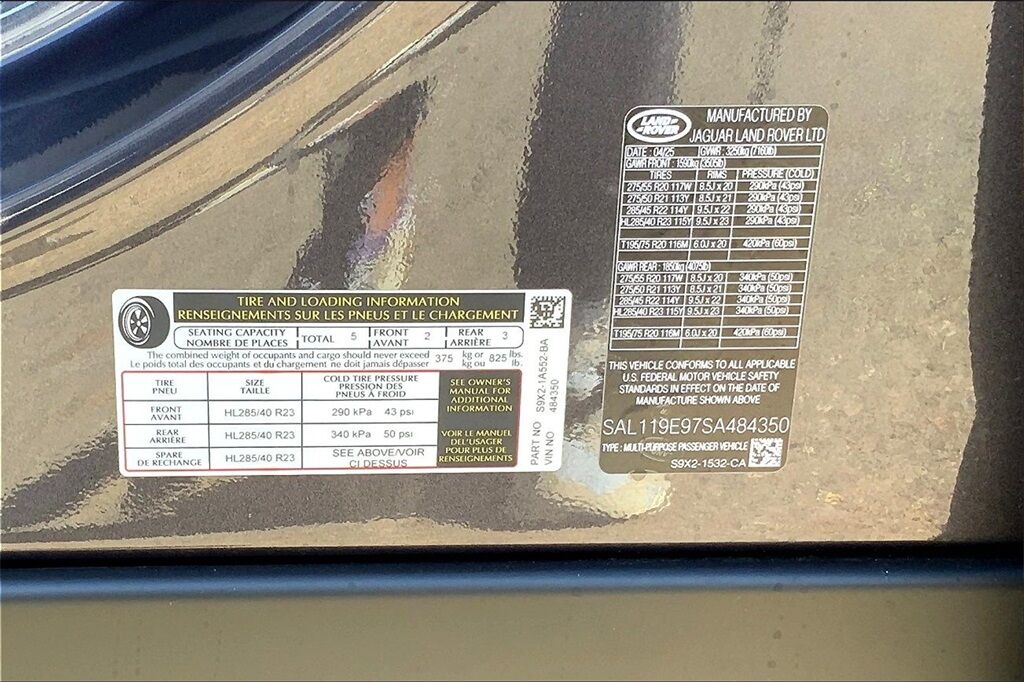 TIRE AND LOADING INFORMATION
RENSEIGNEMENTS SUR LES PNEUS ET LE CHARGEMENT
SEATING CAPACITY
NOMBRE DE PLACES
TOTAL 5
FRONT
AVANT
2
REAR
ARRIÈRE
3
The combined weight of occupants and cargo should never exceed
Le poids total des occupants et du chargement ne doit jamais dépasser
375
kg or
kg ou
825
lbs.
lb.
TIRE
PNEU
SIZE
TAILLE
COLD TIRE PRESSURE
PRESSION DES
PNEUS À FROID
FRONT
AVANT
HL285/40 R23
290 kPa 43 psi
REAR
ARRIÈRE
HL285/40 R23
340 kPa 50 psi
SPARE
DE RECHANGE
HL285/40 R23
SEE ABOVE/VOIR
CI DESSUS
SEE OWNER'S
MANUAL FOR
ADDITIONAL
INFORMATION
VOIR LE MANUEL
DEL'USAGER
POUR PLUS DE
RENSEIGNEMENTS
PART NO S9X2-1A552-BA
VIN NO 484350
LAND-
ROVER
MANUFACTURED BY
JAGUAR LAND ROVER LTD
DATE : 04/25 GVWR : 3250kg (7160lb)
GAWR FRONT : 1590kg (3505lb)
TIRES RIMS PRESSURE (COLD)
275/55 R20 117W 8.5J x 20 290kPa (43psi)
275/50 R21 113Y 8.5J x 21 290kPa (43psi)
285/45 R22 114Y 9.5J x 22 290kPa (43psi)
HL285/40 R23 115Y 9.5J x 23 290kPa (43psi)
T195/75 R20 116M 6.0J x 20 420kPa (60psi)
GAWR REAR : 1850kg (4075lb)
275/55 R20 117W 8.5J x 20 340kPa (50psi)
275/50 R21 113Y 8.5J x 21 340kPa (50psi)
285/45 R22 114Y 9.5J x 22 340kPa (50psi)
HL285/40 R23 115Y 9.5J x 23 340kPa (50psi)
T195/75 R20 116M 6.0J x 20 420kPa (60psi)
THIS VEHICLE CONFORMS TO ALL APPLICABLE
U.S. FEDERAL MOTOR VEHICLE SAFETY
STANDARDS IN EFFECT ON THE DATE OF
MANUFACTURE SHOWN ABOVE
SAL119E97SA484350
TYPE : MULTI-PURPOSE PASSENGER VEHICLE
S9X2-1532-CA